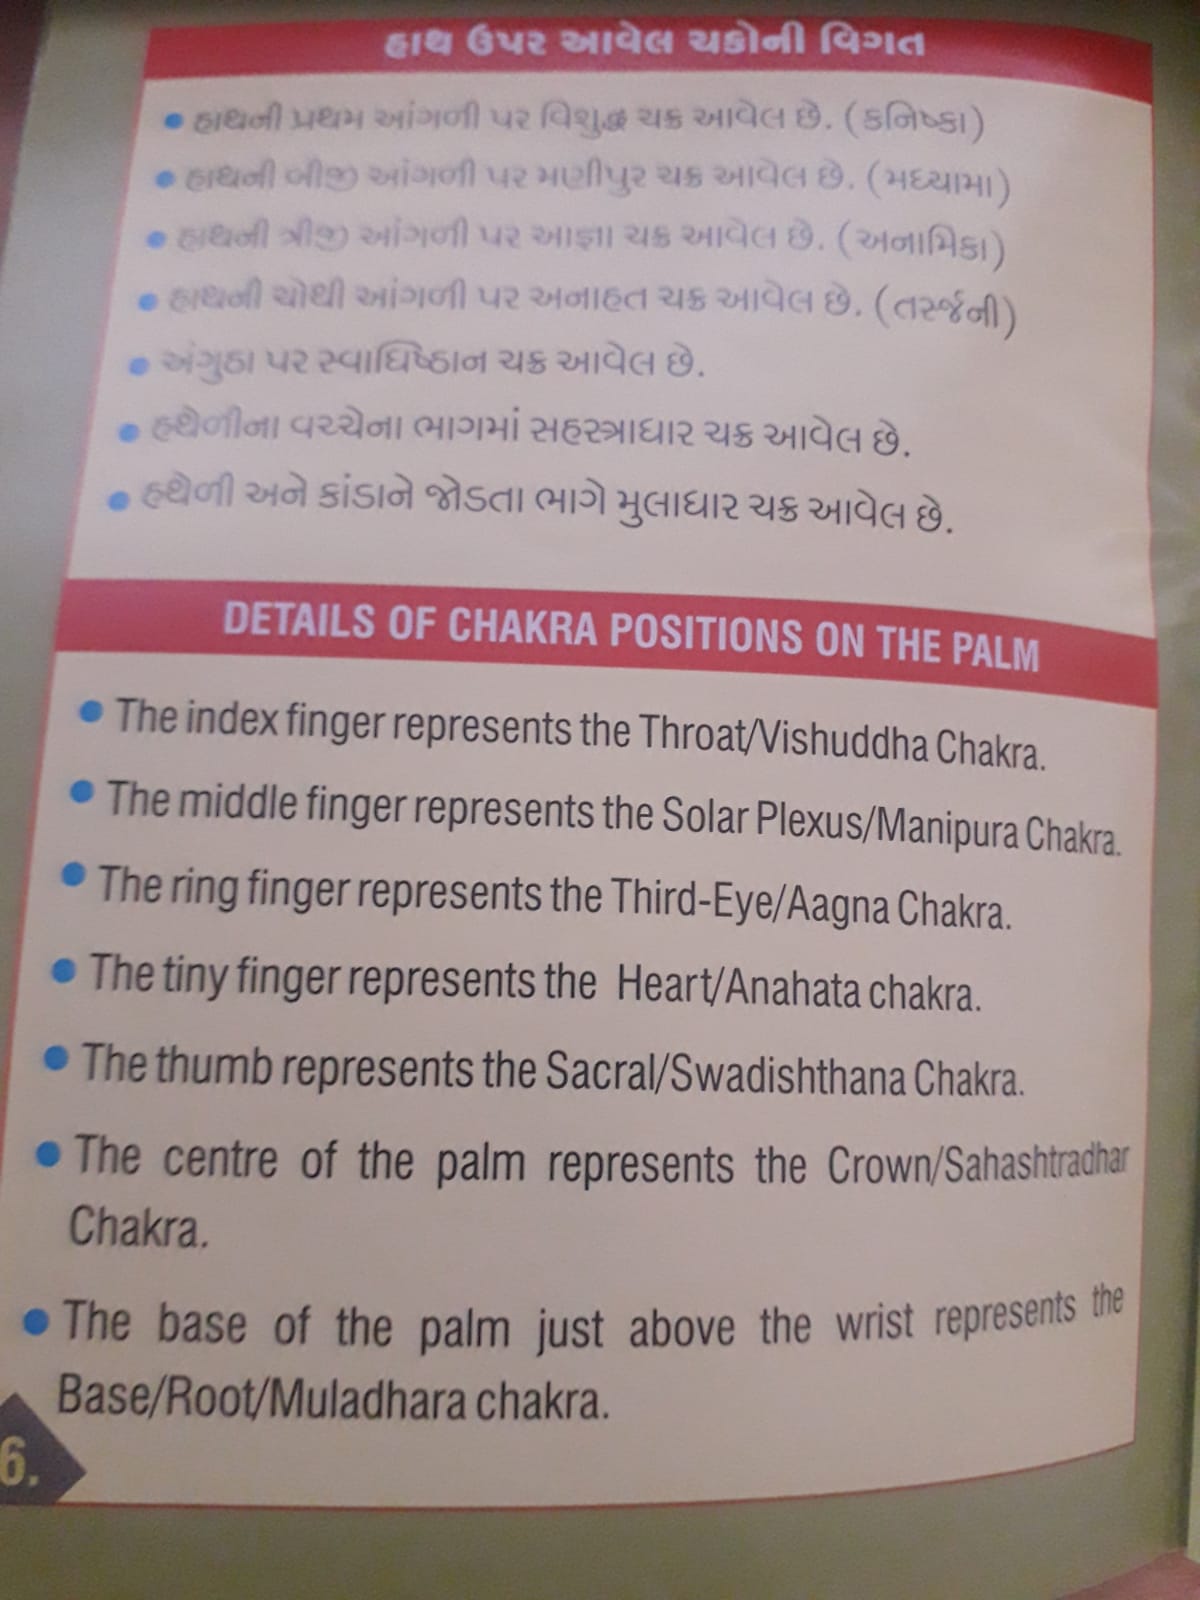 હાથ ઉપર આવેલ ચક્રોની વિગત
• હાથની પ્રથમ આંગળી પર વિશુદ્ધ ચક્ર આવેલ છે. (કનિષ્કા)
• હાથની બીજી આંગળી પર મણીપુર ચક્ર આવેલ છે. (મધ્યામા)
• હાથની ત્રીજી આંગળી પર આજ્ઞા ચક્ર આવેલ છે. (અનામિકા)
• હાથની ચોથી આંગળી પર અનાહત ચક્ર આવેલ છે. (તર્સ્જની)
• અંગુઠા પર સ્વાધિષ્ઠાન ચક્ર આવેલ છે.
• હથેળીના વચ્ચેના ભાગમાં સહસ્ત્રાધાર ચક્ર આવેલ છે.
• હથેળી અને કાંડાને જોડતા ભાગે મુલાધાર ચક્ર આવેલ છે.
DETAILS OF CHAKRA POSITIONS ON THE PALM
• The index finger represents the Throat/Vishuddha Chakra.
• The middle finger represents the Solar Plexus/Manipura Chakra.
• The ring finger represents the Third-Eye/Aagna Chakra.
• The tiny finger represents the Heart/Anahata chakra.
• The thumb represents the Sacral/Swadishthana Chakra.
• The centre of the palm represents the Crown/Sahashtradhar
Chakra.
• The base of the palm just above the wrist represents the
Base/Root/Muladhara chakra.
6.